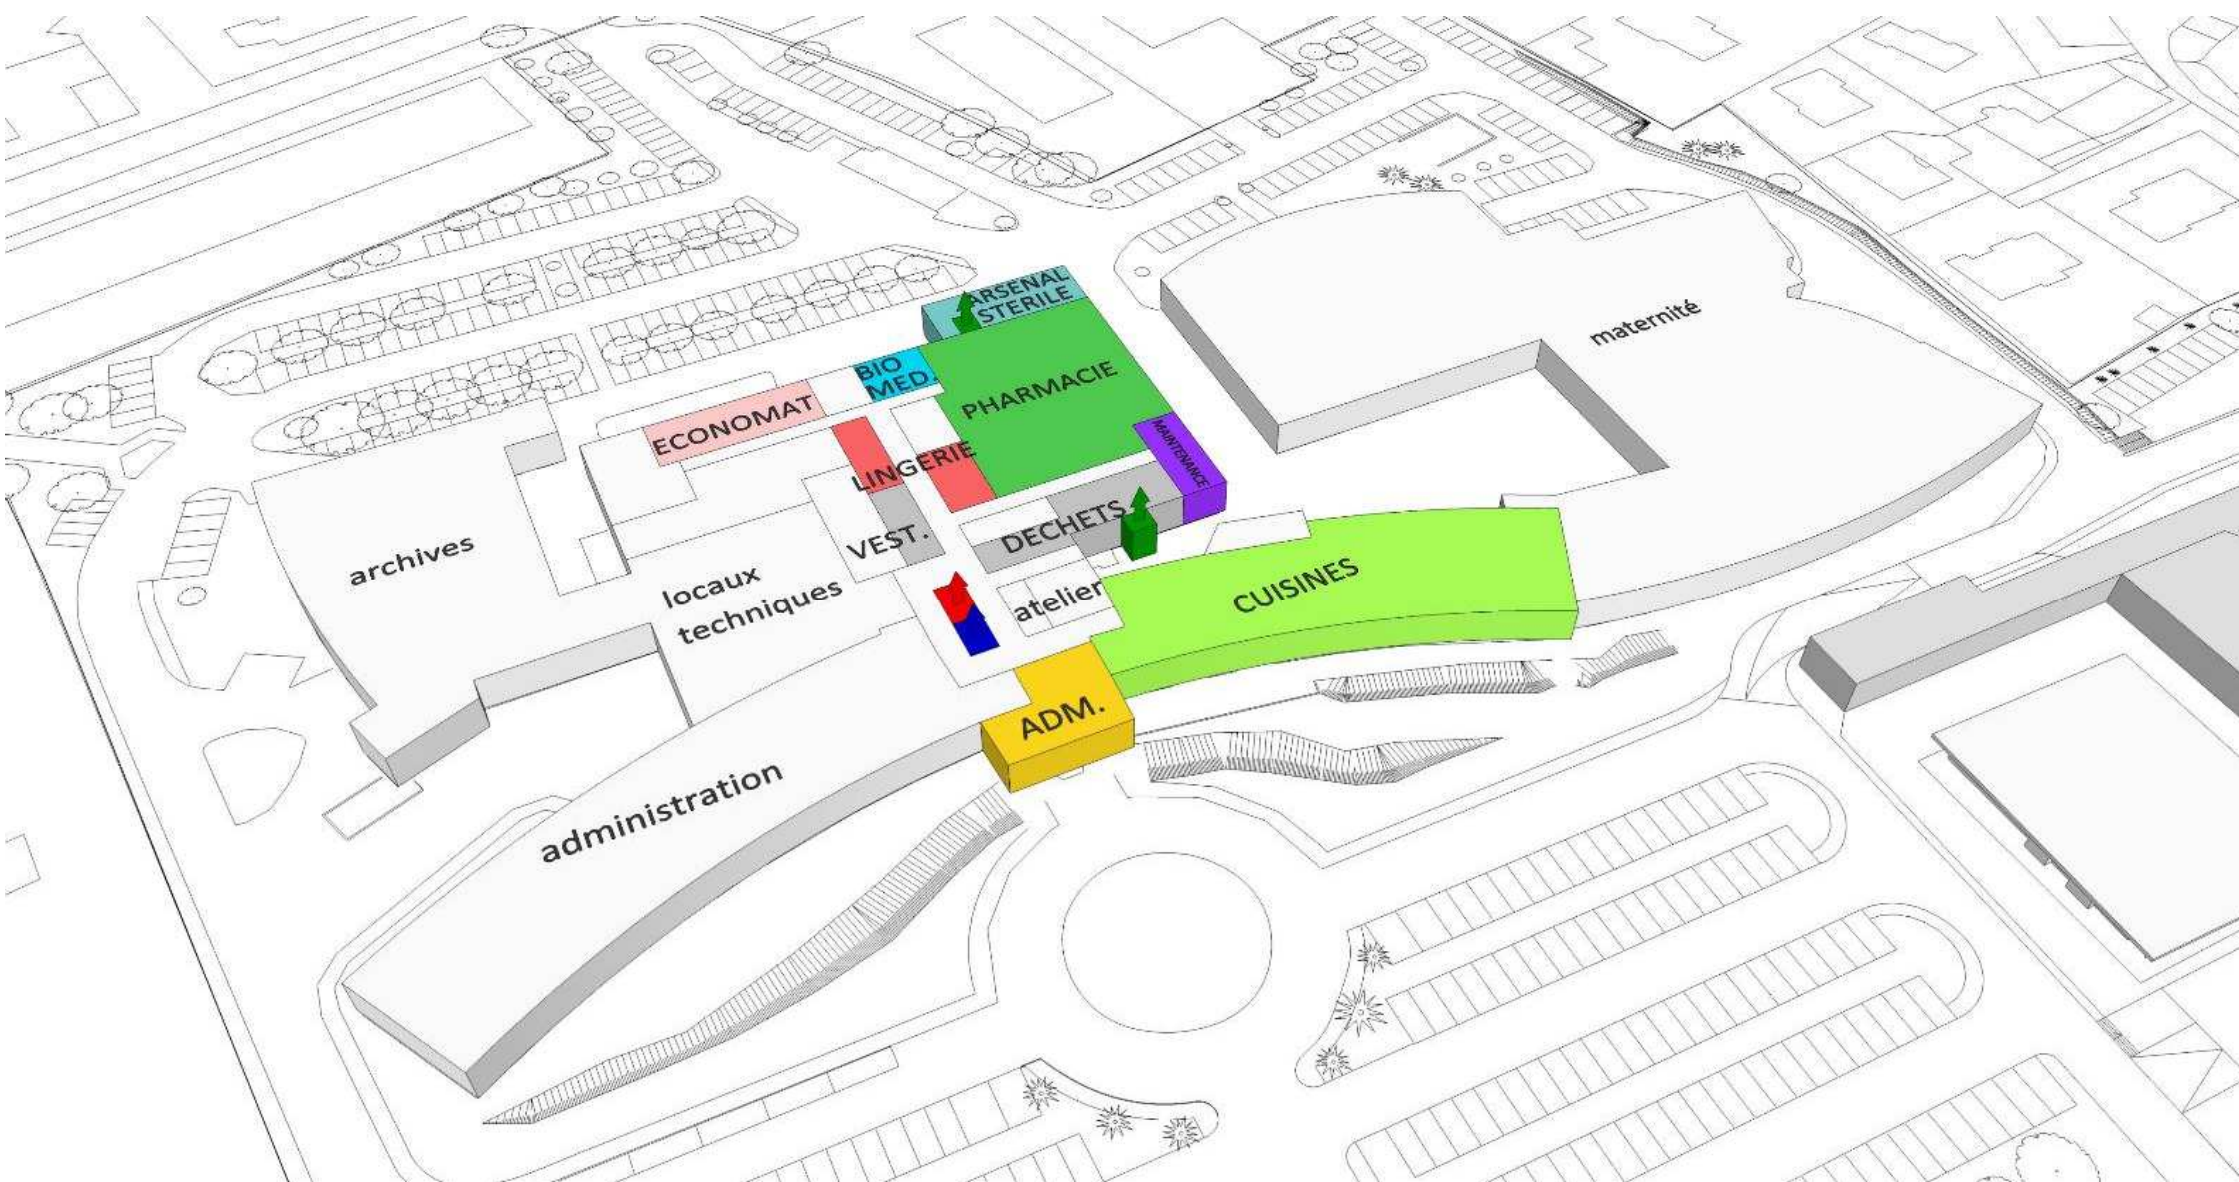 ARSENAL
STERILE
maternité
BIO
MED.
PHARMACIE
ECONOMAT
MAINTENANCE
LINGERIE
DECHETS
VEST.
archives
locaux
techniques
atelier
CUISINES
ADM.
administration